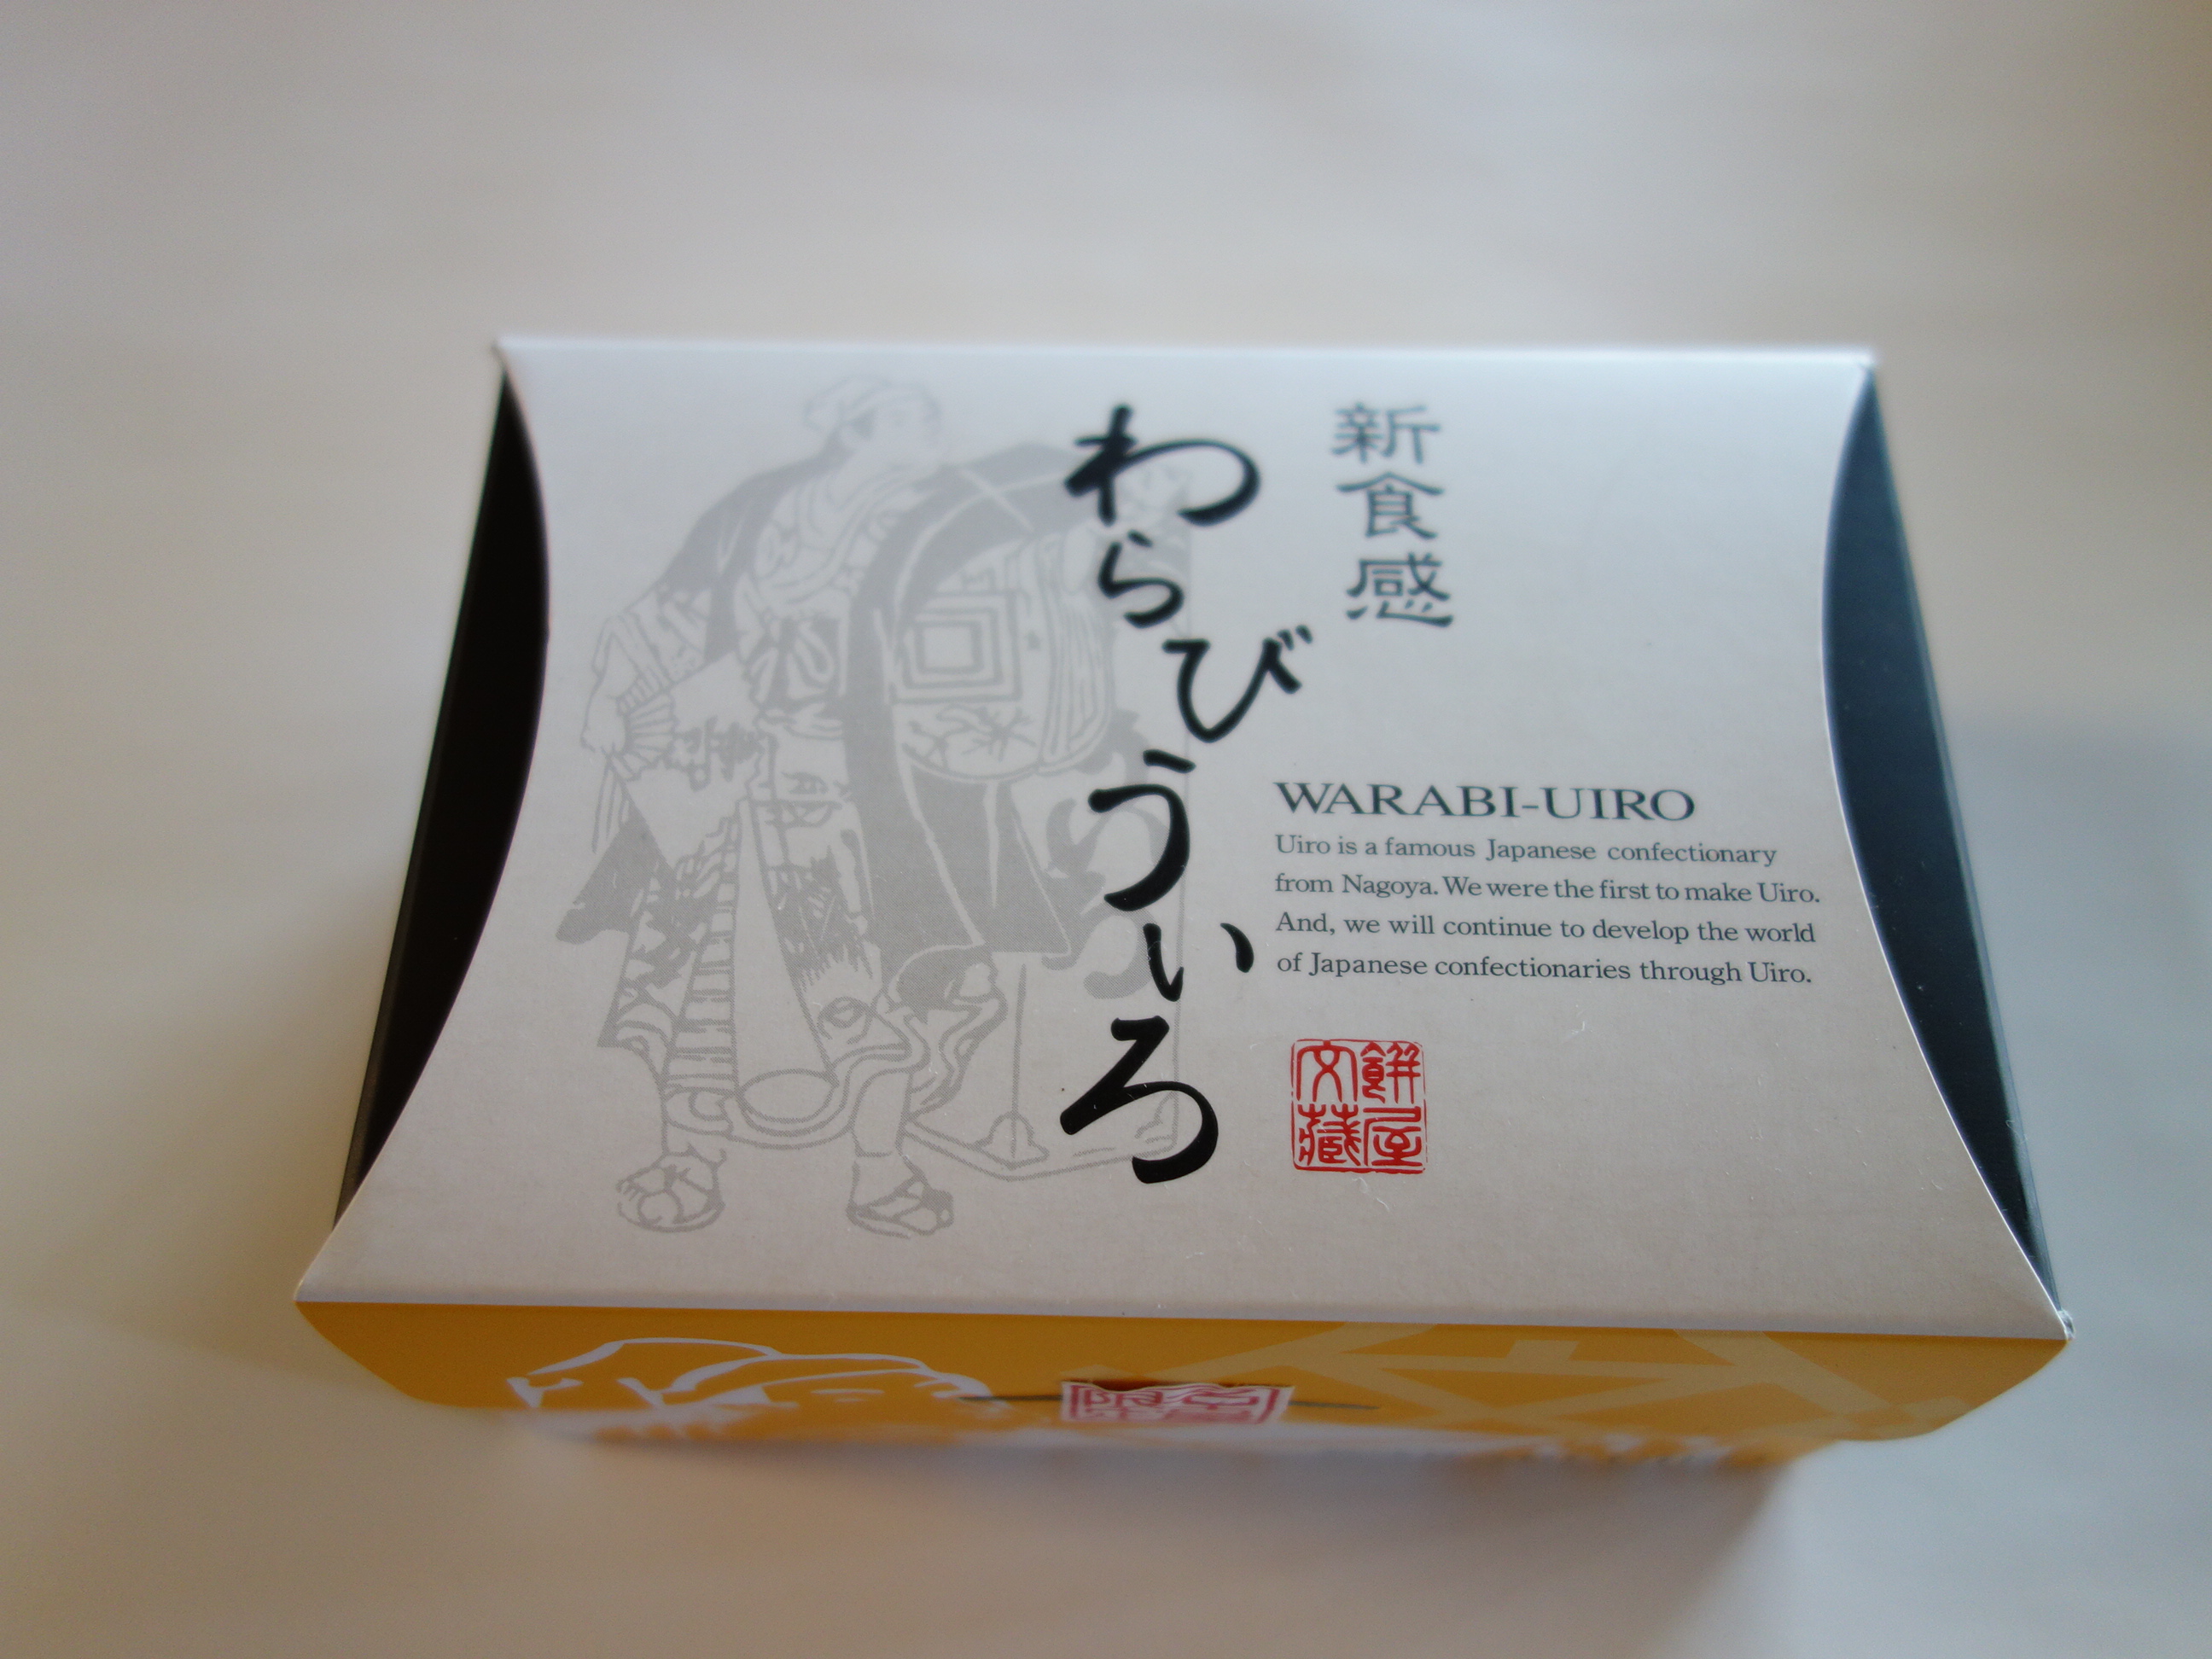 新食感
わらびういろ
WARABI-UIRO
Uiro is a famous Japanese confectionary
from Nagoya. We were the first to make Uiro.
And, we will continue to develop the world
of Japanese confectionaries through Uiro.
餅屋
文蔵